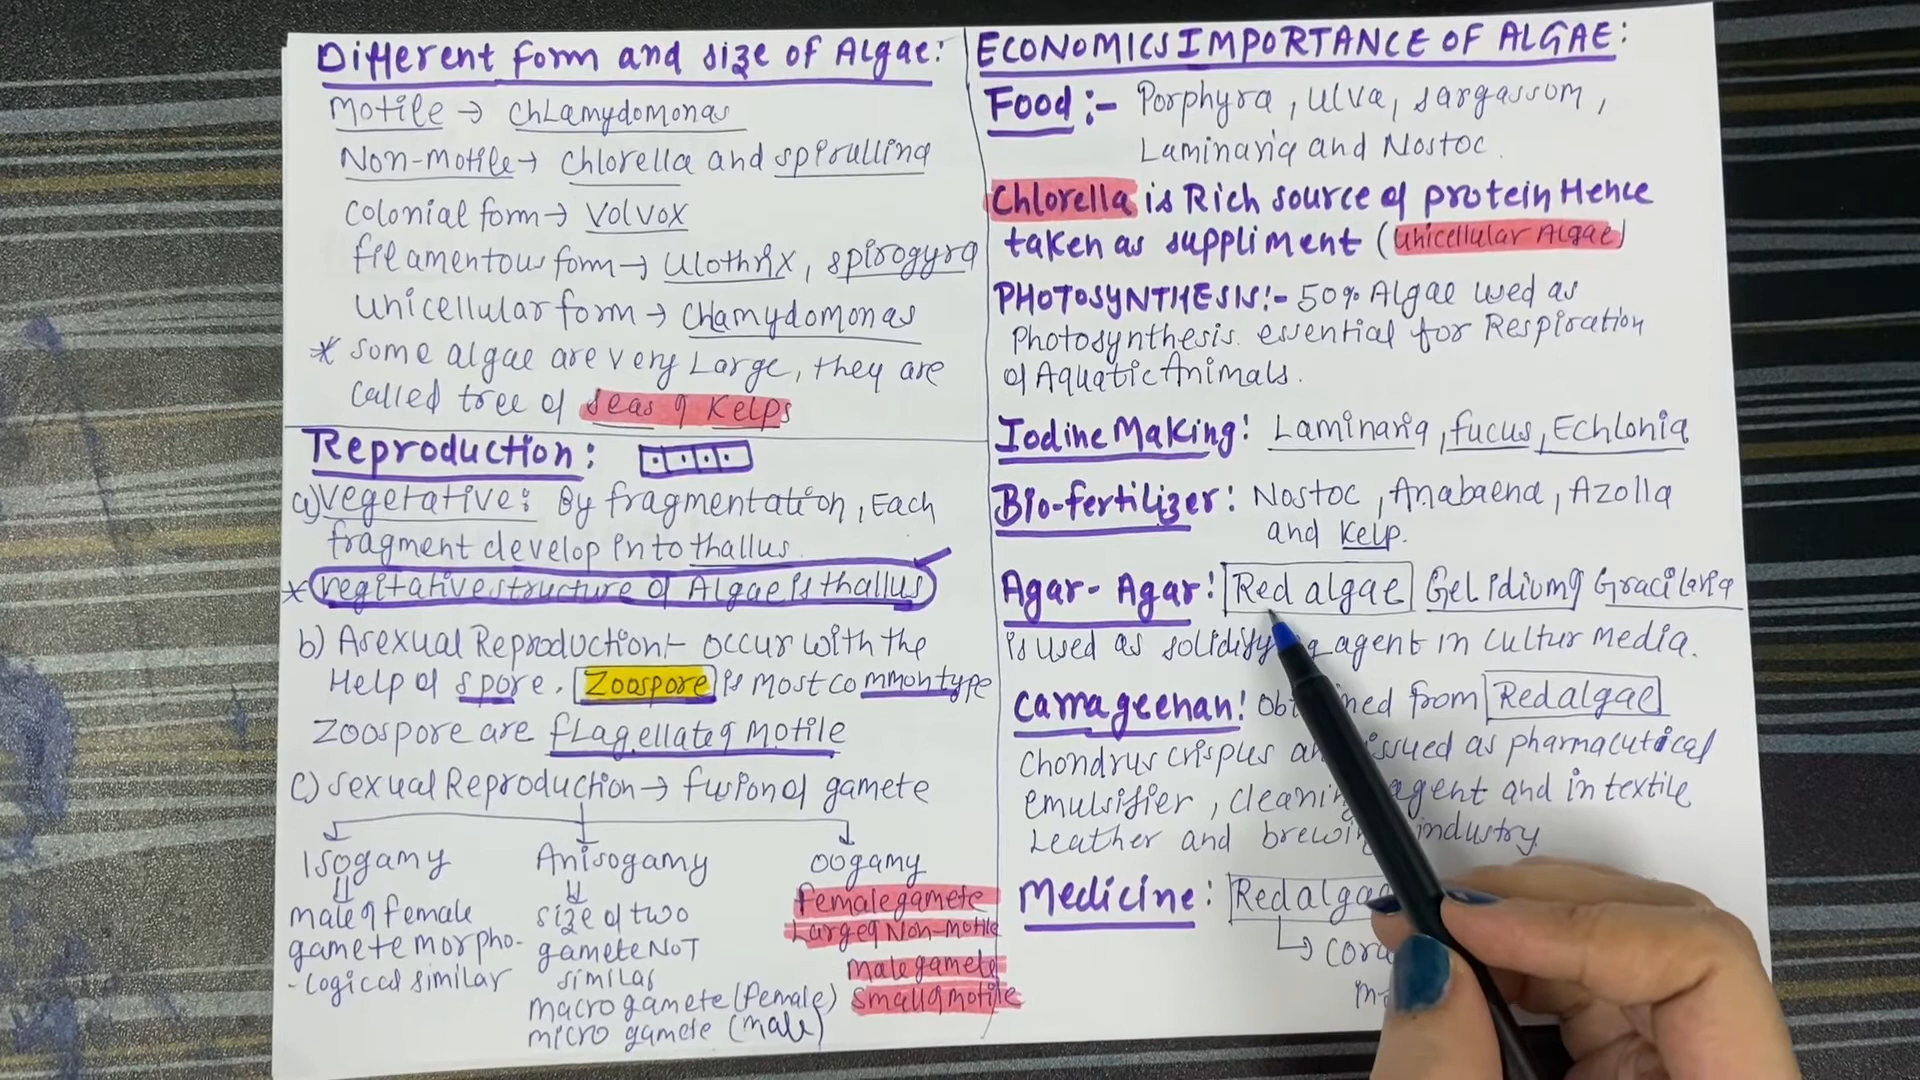 Different form and size of Algae:
Motile → Chlamydomonas
Non-motile → Chlorella and spirullina
Colonial form → Volvox
filamentous form → Ulothrix, spirogyra
Unicellular form → Chamydomonas
* some algae are very Large, they are
called tree of seas & Kelps
Reproduction:
a) Vegetative: By fragmentation, Each
fragment develop into thallus.
* vegitative structure of Algae is thallus
b) Asexual Reproduction:- occur with the
Help of spore. Zoospore is most common type
Zoospore are flagellate & motile
c) sexual Reproduction → fusion of gamete
Isogamy Anisogamy oogamy
male & female
gamete morpho-
-logical similar
size of two
gamete NOT
similar
macro gamete (female)
micro gamete (male)
Female gamete
Large & Non-motile
male gamete
small & motile
ECONOMICS IMPORTANCE OF ALGAE:
Food:- Porphyra, Ulva, sargassum,
Laminaria and Nostoc.
Chlorella is Rich source of protein Hence
taken as suppliment (unicellular Algae)
PHOTOSYNTHESIS:- 50% Algae used as
Photosynthesis. essential for Respiration
of Aquatic Animals.
Iodine Making: Laminaria, fucus, Echlonia
Bio-fertilizer: Nostoc, Anabaena, Azolla
and Kelp.
Agar-Agar: Red algae Gelidium & Gracilaria
is used as agent in cultur media.
Carrageenan: from Red algae
Chondrus crispus as pharmacutical
emulsifier, agent and in textile
Leather and industry
Medicine: